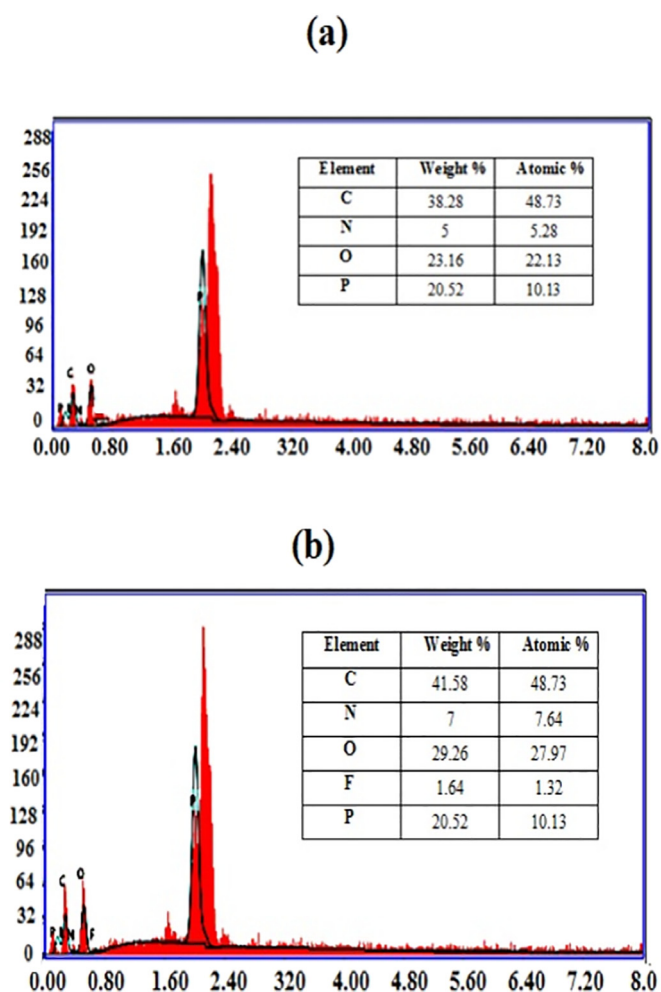 (a)
288
256
224
192
160
128
96
64
32
0
Element Weight % Atomic %
C 38.28 48.73
N 5 5.28
O 23.16 22.13
P 20.52 10.13
P
C O
0.00 0.80 1.60 2.40 320 4.00 4.80 5.60 6.40 7.20 8.0
(b)
288
256
224
192
160
128
96
64
32
0
Element Weight % Atomic %
C 41.58 48.73
N 7 7.64
O 29.26 27.97
F 1.64 1.32
P 20.52 10.13
P
C O
P N F
0.00 0.80 1.60 2.40 320 4.00 4.80 5.60 6.40 7.20 8.0